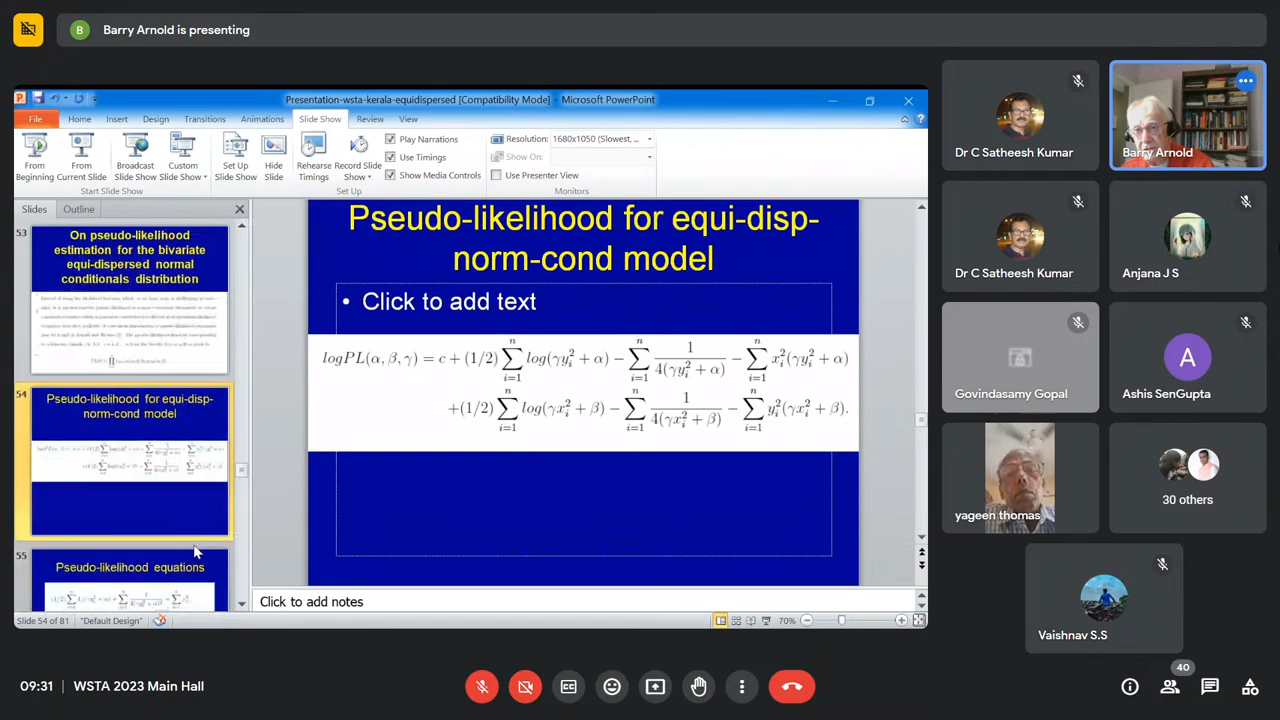 B Barry Arnold is presenting
Presentation-wsta-kerala-equidispersed [Compatibility Mode] - Microsoft PowerPoint
File Home Insert Design Transitions Animations Slide Show Review View
From Beginning
From Current Slide
Broadcast Slide Show
Custom Slide Show
Start Slide Show
Set Up Slide Show
Hide Slide
Rehearse Timings
Record Slide Show
Play Narrations
Use Timings
Show Media Controls
Set Up
Resolution: 1680x1050 (Slowest, ...
Show On:
Use Presenter View
Monitors
Slides Outline
53
On pseudo-likelihood
estimation for the bivariate
equi-dispersed normal
conditionals distribution
54
Pseudo-likelihood for equi-disp-
norm-cond model
55
Pseudo-likelihood equations
Pseudo-likelihood for equi-disp-
norm-cond model
• Click to add text
logPL(α, β, γ) = c + (1/2) ∑_{i=1}^{n} log(γy_i^2 + α) − ∑_{i=1}^{n} 1/(4(γy_i^2 + α)) − ∑_{i=1}^{n} x_i^2(γy_i^2 + α)
+(1/2) ∑_{i=1}^{n} log(γx_i^2 + β) − ∑_{i=1}^{n} 1/(4(γx_i^2 + β)) − ∑_{i=1}^{n} y_i^2(γx_i^2 + β).
Click to add notes
Slide 54 of 81 "Default Design" 70%
Dr C Satheesh Kumar
Barry Arnold
Dr C Satheesh Kumar
Anjana J S
Govindasamy Gopal
A
Ashis SenGupta
yageen thomas
30 others
Vaishnav S.S
09:31 | WSTA 2023 Main Hall
40